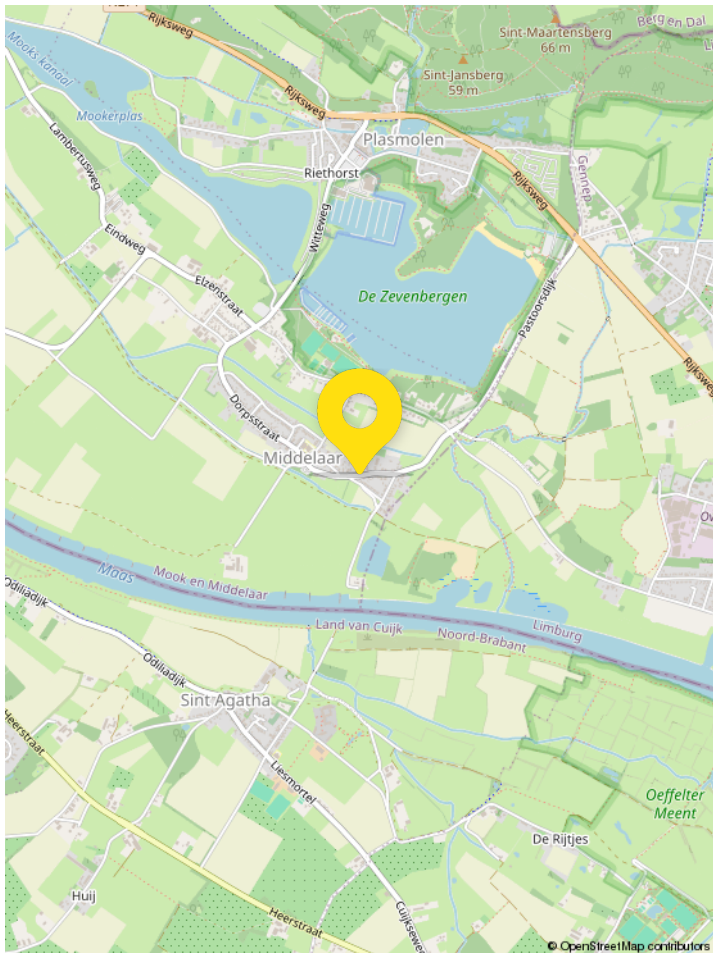 Rijksweg
Sint-Maartensberg
66 m
Berg en Dal
Mooks kanaal
Sint-Jansberg
59 m
Mookerplas
Rijksweg
Plasmolen
Lambertusweg
Riethorst
Gennep
Rijksweg
Witteweg
Eindweg
Elzenstraat
De Zevenbergen
Pastoorsdijk
Rijksweg
Dorpsstraat
Middelaar
Maas
Mook en Middelaar
Odiliadijk
Land van Cuijk
Noord-Brabant
Limburg
Odiliadijk
Sint Agatha
Heerstraat
Liesmortel
Oeffelter
Meent
De Rijtjes
Huij
Heerstraat
Cuijksewe
© OpenStreetMap contributors